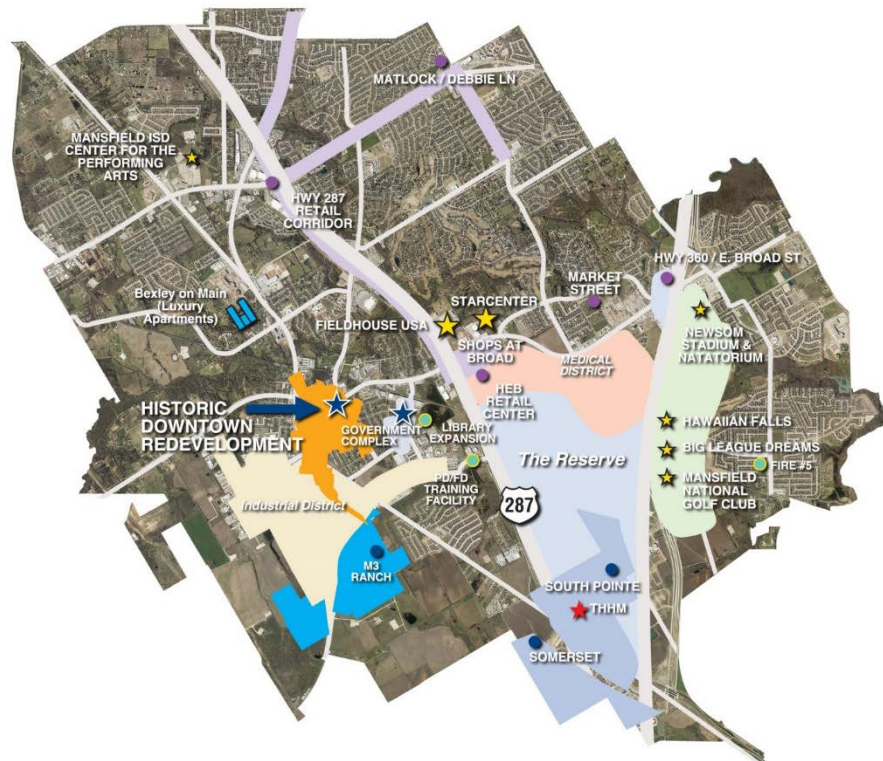 MATLOCK / DEBBIE LN
MANSFIELD ISD
CENTER FOR THE
PERFORMING
ARTS
HWY 287
RETAIL
CORRIDOR
HWY 360 / E. BROAD ST
MARKET
STREET
Bexley on Main
(Luxury
Apartments)
STARCENTER
FIELDHOUSE USA
SHOPS AT
BROAD
NEWSOM
STADIUM &
NATATORIUM
MEDICAL
DISTRICT
HEB
RETAIL
CENTER
HISTORIC
DOWNTOWN
REDEVELOPMENT
GOVERNMENT
COMPLEX
LIBRARY
EXPANSION
HAWAIIAN FALLS
BIG LEAGUE DREAMS
FIRE #5
MANSFIELD
NATIONAL
GOLF CLUB
The Reserve
PD/FD
TRAINING
FACILITY
287
Industrial District
M3
RANCH
SOUTH POINTE
THHM
SOMERSET